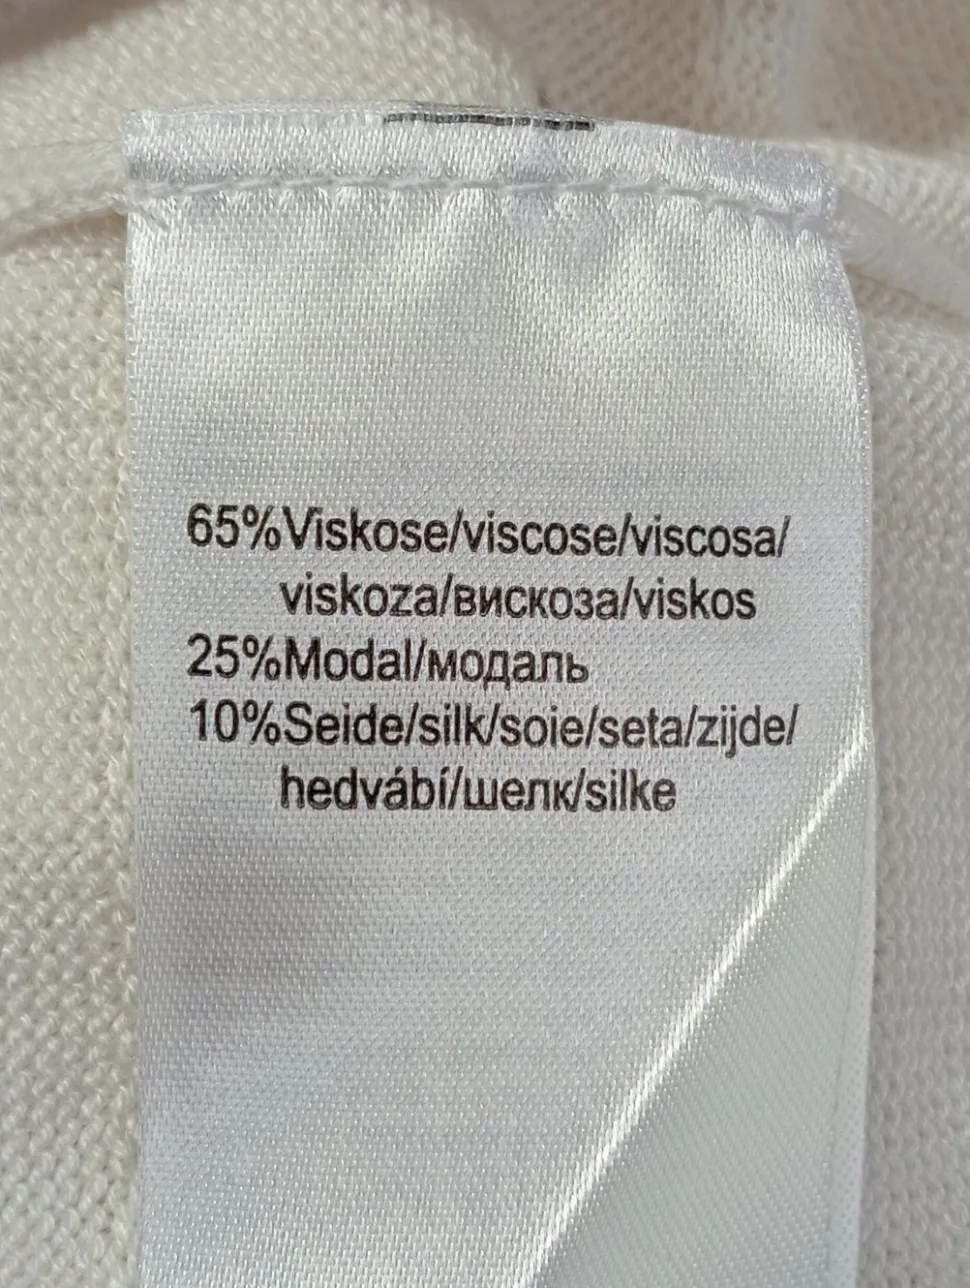 65%Viskose/viscose/viscosa/
viskoza/вискоза/viskos
25%Modal/модаль
10%Seide/silk/soie/seta/zijde/
hedvábí/шелк/silke